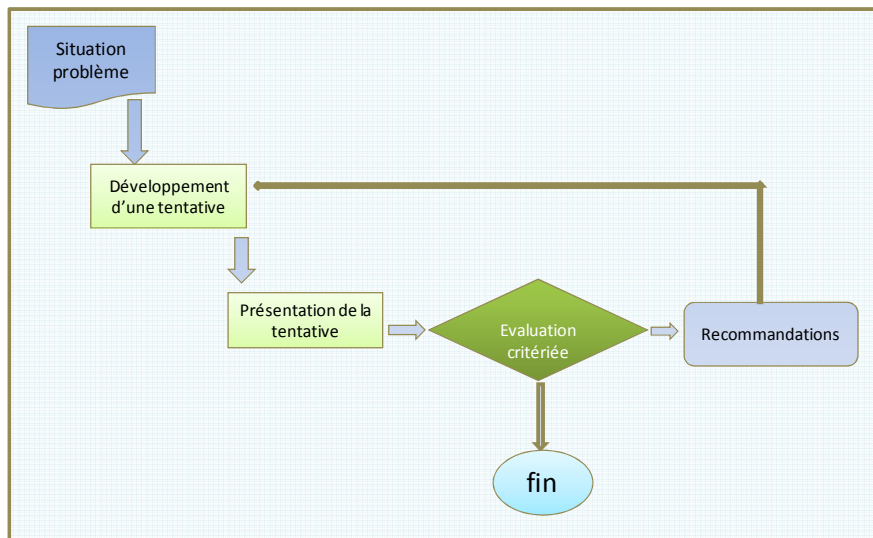 Situation
problème
Développement
d'une tentative
Présentation de la
tentative
Evaluation
critériée
Recommandations
fin